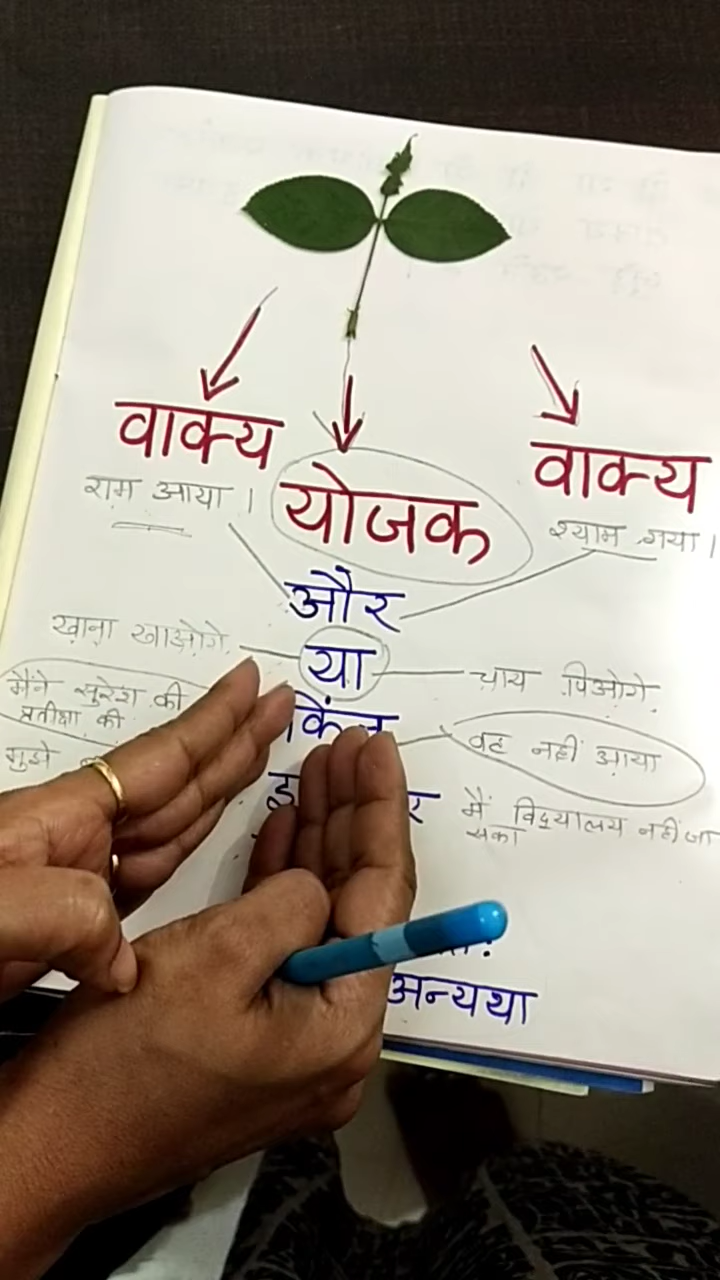 वाक्य
वाक्य
योजक
राम आया ।
श्याम गया ।
और
खाना खाओगे
या
चाय पिओगे
मैंने सुरेश की
प्रतीक्षा की
वह नहीं आया
मुझे
मैं विद्यालय नहीं जा
सका
अन्यथा